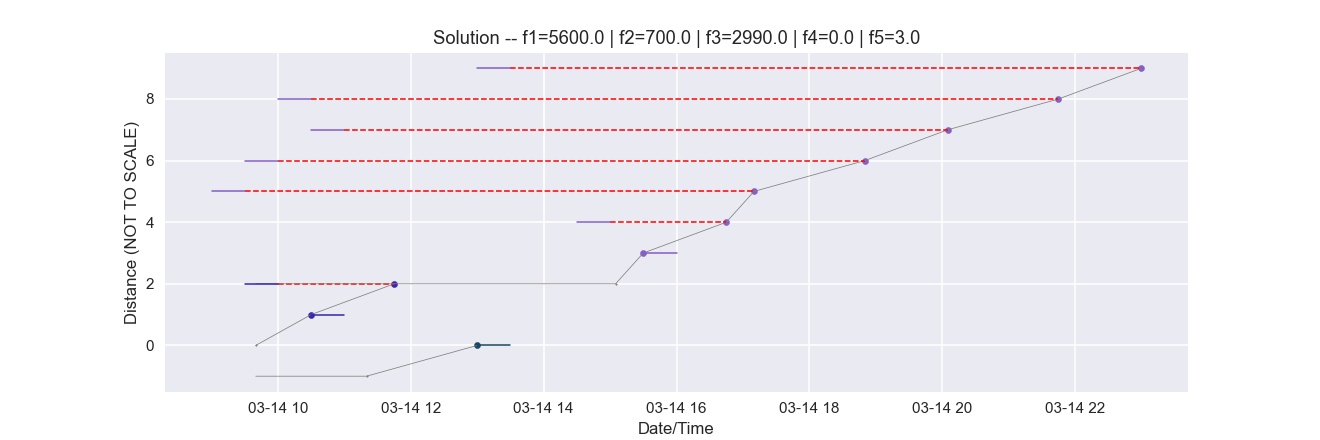 Solution -- f1=5600.0 | f2=700.0 | f3=2990.0 | f4=0.0 | f5=3.0
Distance (NOT TO SCALE)
8
6
4
2
0
03-14 10 03-14 12 03-14 14 03-14 16 03-14 18 03-14 20 03-14 22
Date/Time